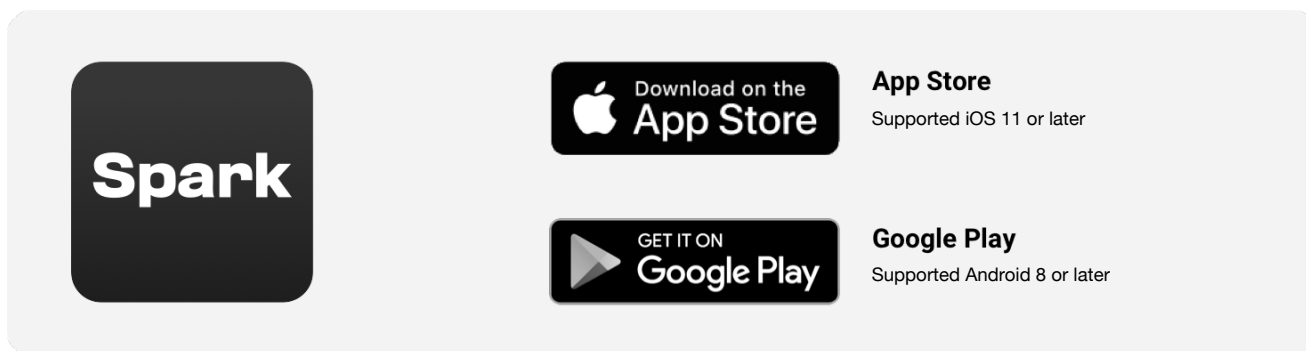 Spark
Download on the
App Store
App Store
Supported iOS 11 or later
GET IT ON
Google Play
Google Play
Supported Android 8 or later